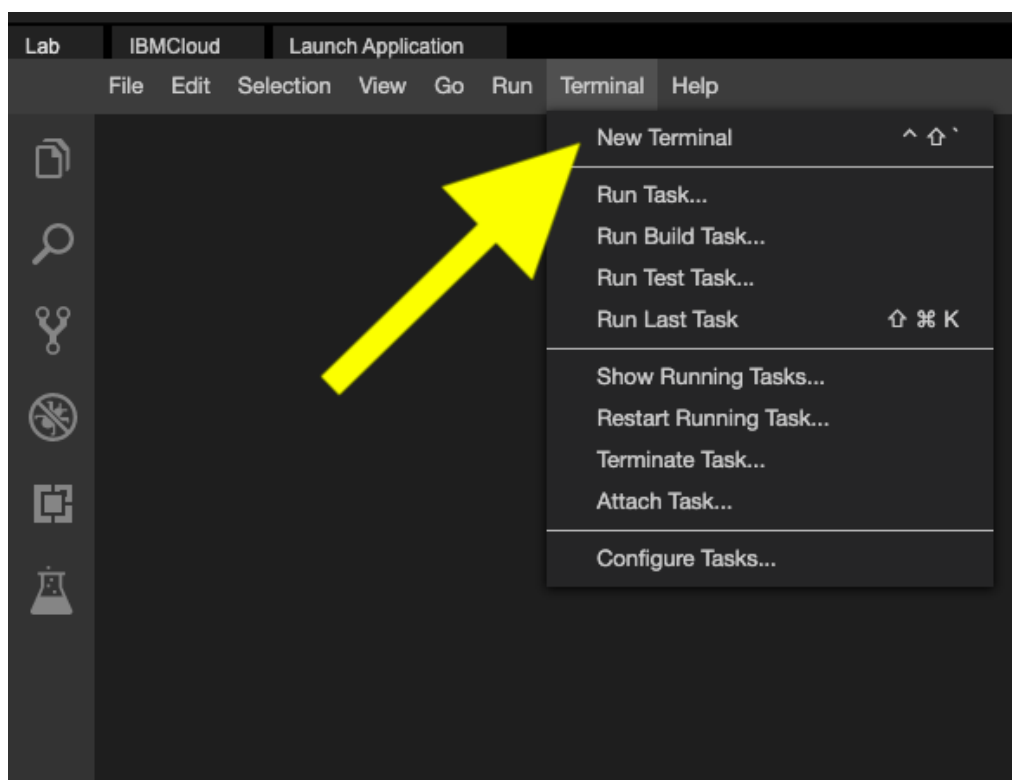 Lab IBMCloud Launch Application
File Edit Selection View Go Run Terminal Help
New Terminal ^ ⇧ `
Run Task...
Run Build Task...
Run Test Task...
Run Last Task ⇧ ⌘ K
Show Running Tasks...
Restart Running Task...
Terminate Task...
Attach Task...
Configure Tasks...